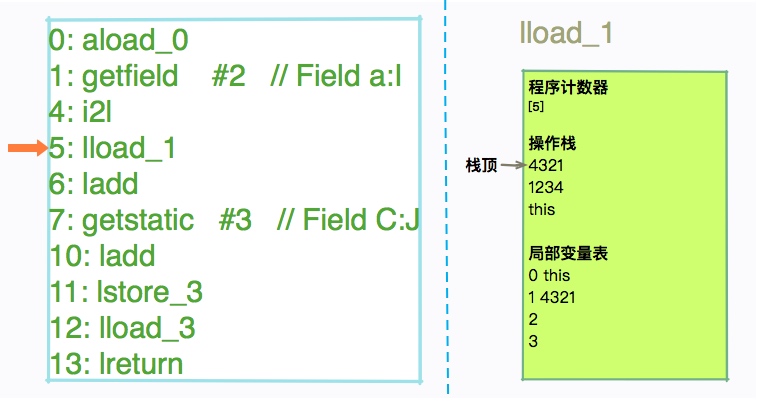 0: aload_0
1: getfield #2 // Field a:I
4: i2l
5: lload_1
6: ladd
7: getstatic #3 // Field C:J
10: ladd
11: lstore_3
12: lload_3
13: lreturn
lload_1
程序计数器
[5]
操作栈
栈顶 4321
1234
this
局部变量表
0 this
1 4321
2
3